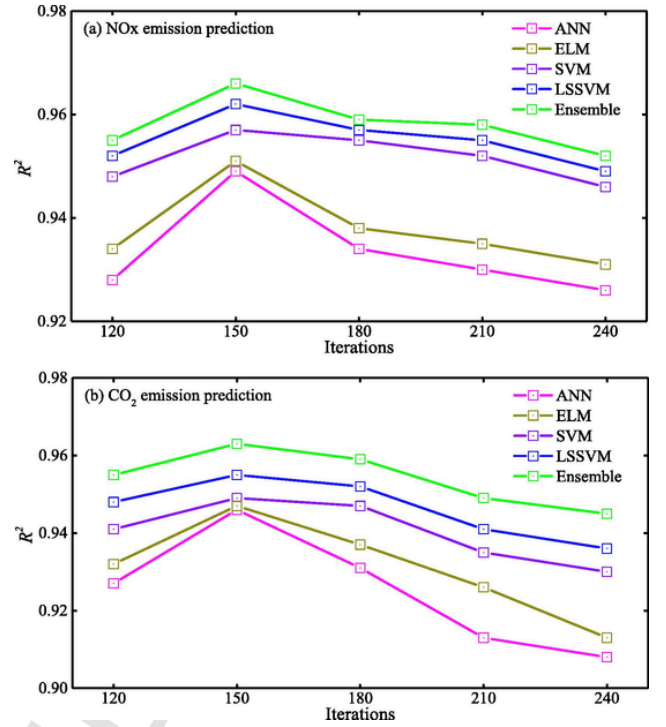 0.98
(a) NOx emission prediction
ANN
ELM
SVM
LSSVM
Ensemble
0.96
R²
0.94
0.92
120 150 180 210 240
Iterations
0.98
(b) CO₂ emission prediction
ANN
ELM
SVM
LSSVM
Ensemble
0.96
0.94
R²
0.92
0.90
120 150 180 210 240
Iterations